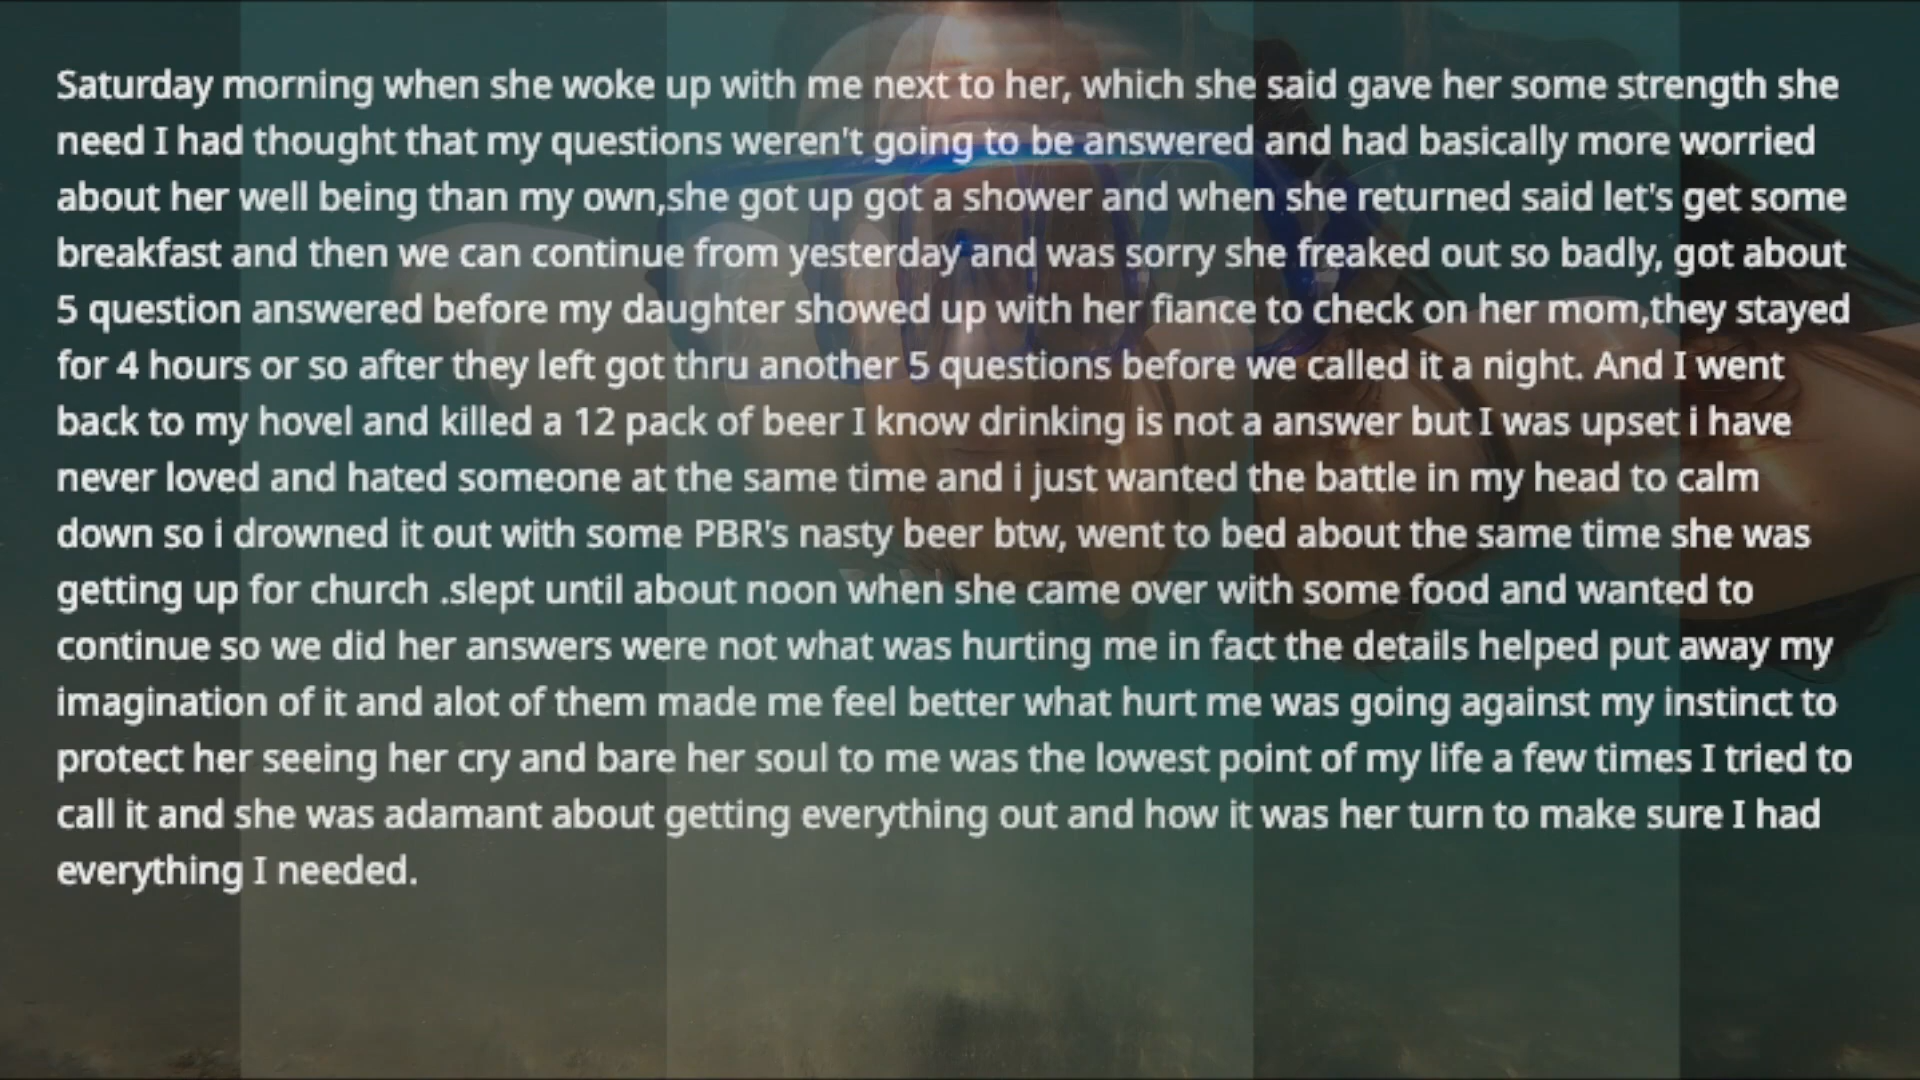 Saturday morning when she woke up with me next to her, which she said gave her some strength she
need I had thought that my questions weren't going to be answered and had basically more worried
about her well being than my own,she got up got a shower and when she returned said let's get some
breakfast and then we can continue from yesterday and was sorry she freaked out so badly, got about
5 question answered before my daughter showed up with her fiance to check on her mom,they stayed
for 4 hours or so after they left got thru another 5 questions before we called it a night. And I went
back to my hovel and killed a 12 pack of beer I know drinking is not a answer but I was upset i have
never loved and hated someone at the same time and i just wanted the battle in my head to calm
down so i drowned it out with some PBR's nasty beer btw, went to bed about the same time she was
getting up for church .slept until about noon when she came over with some food and wanted to
continue so we did her answers were not what was hurting me in fact the details helped put away my
imagination of it and alot of them made me feel better what hurt me was going against my instinct to
protect her seeing her cry and bare her soul to me was the lowest point of my life a few times I tried to
call it and she was adamant about getting everything out and how it was her turn to make sure I had
everything I needed.